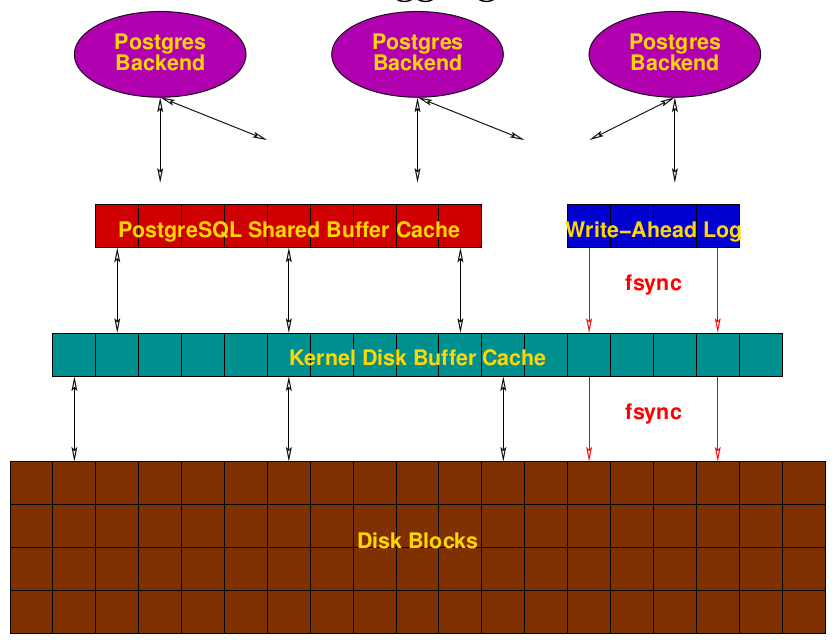 Postgres
Backend
Postgres
Backend
Postgres
Backend
PostgreSQL Shared Buffer Cache
Write−Ahead Log
fsync
Kernel Disk Buffer Cache
fsync
Disk Blocks